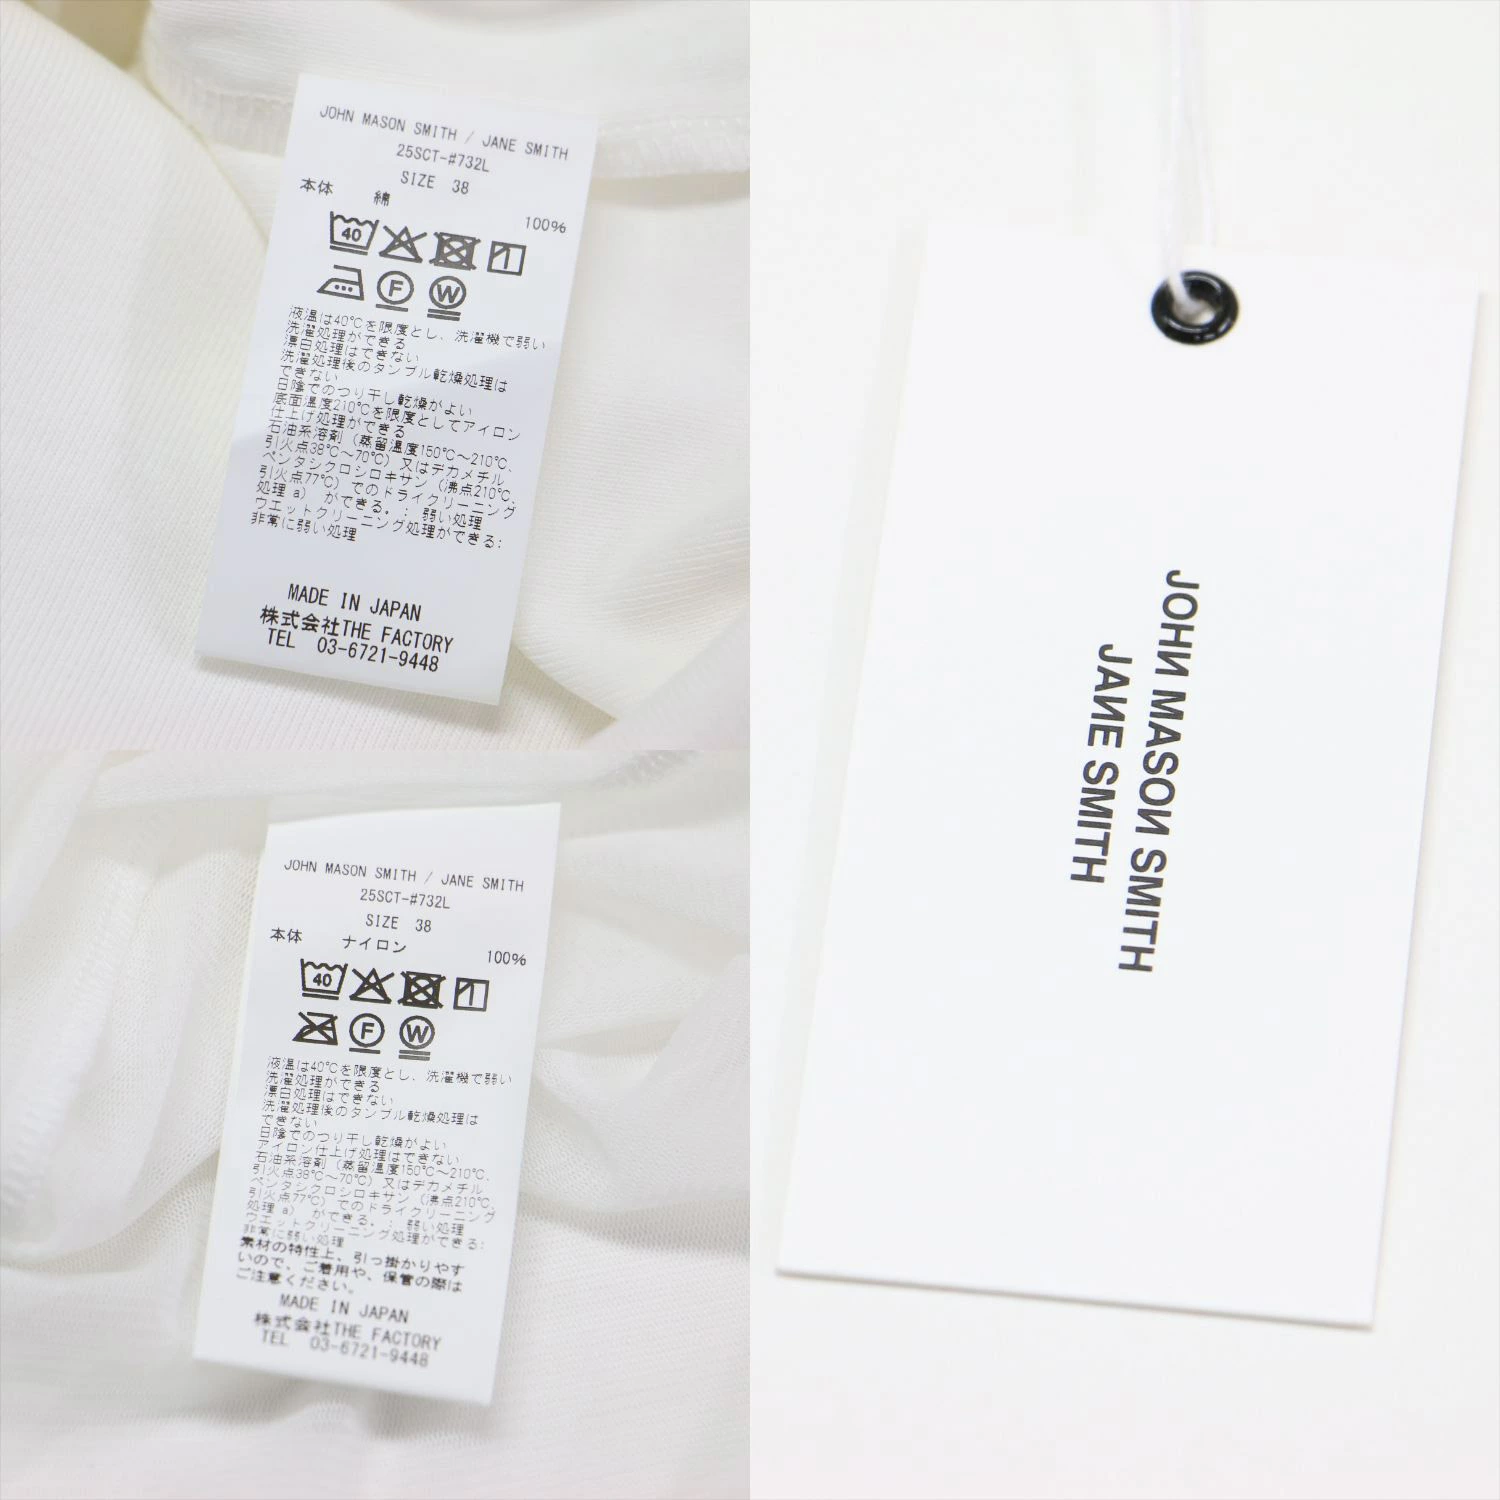 JOHN MASON SMITH / JANE SMITH
25SCT-#732L
SIZE 38
本体 綿 100%
40
F W
液温は40℃を限度とし、洗濯機で弱い
洗濯処理ができる
漂白処理はできない
洗濯処理後のタンブル乾燥処理は
できない
日陰でのつり干し乾燥がよい
底面温度210℃を限度としてアイロン
仕上げ処理ができる
石油系溶剤(蒸留温度150℃~210℃、
引火点38℃~70℃)又はデカメチル
ペンタシクロシロキサン(沸点210℃、
引火点77℃)でのドライクリーニング
処理 a) ができる。: 弱い処理
ウエットクリーニング処理ができる:
非常に弱い処理
MADE IN JAPAN
株式会社THE FACTORY
TEL 03-6721-9448
JOHN MASON SMITH / JANE SMITH
25SCT-#732L
SIZE 38
本体 ナイロン 100%
40
F W
液温は40℃を限度とし、洗濯機で弱い
洗濯処理ができる
漂白処理はできない
洗濯処理後のタンブル乾燥処理は
できない
日陰でのつり干し乾燥がよい
アイロン仕上げ処理はできない
石油系溶剤(蒸留温度150℃~210℃、
引火点38℃~70℃)又はデカメチル
ペンタシクロシロキサン(沸点210℃、
引火点77℃)でのドライクリーニング
処理 a) ができる。: 弱い処理
ウエットクリーニング処理ができる:
非常に弱い処理
素材の特性上、引っ掛かりやす
いので、ご着用や、保管の際は
ご注意ください。
MADE IN JAPAN
株式会社THE FACTORY
TEL 03-6721-9448
JOHN MASON SMITH
JANE SMITH